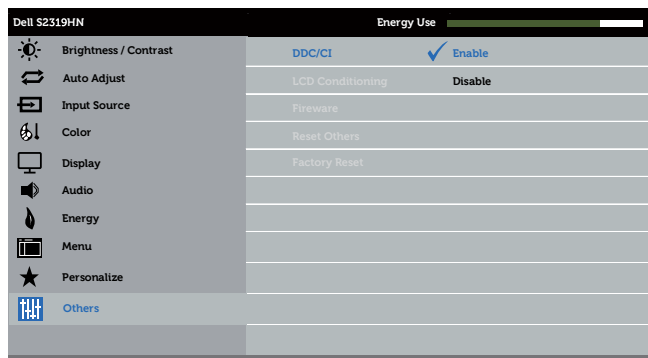 Dell S2319HN Energy Use
Brightness / Contrast DDC/CI Enable
Auto Adjust LCD Conditioning Disable
Input Source Fireware
Color Reset Others
Display Factory Reset
Audio
Energy
Menu
Personalize
Others